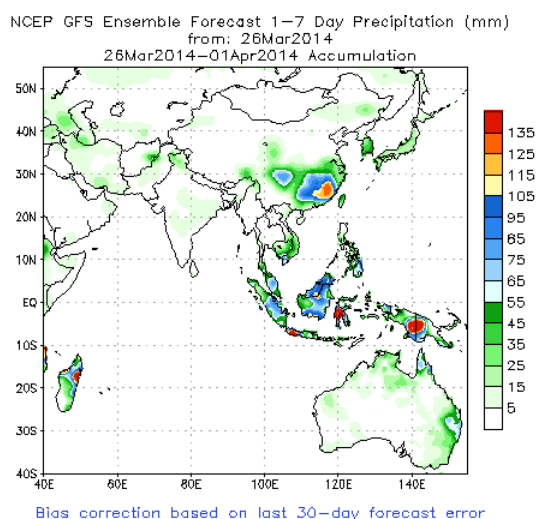 NCEP GFS Ensemble Forecast 1-7 Day Precipitation (mm)
from: 26Mar2014
26Mar2014-01Apr2014 Accumulation
50N
40N
30N
20N
10N
EQ
10S
20S
30S
40S
40E 60E 80E 100E 120E 140E
135
125
115
105
95
85
75
65
55
45
35
25
15
5
Bias correction based on last 30-day forecast error